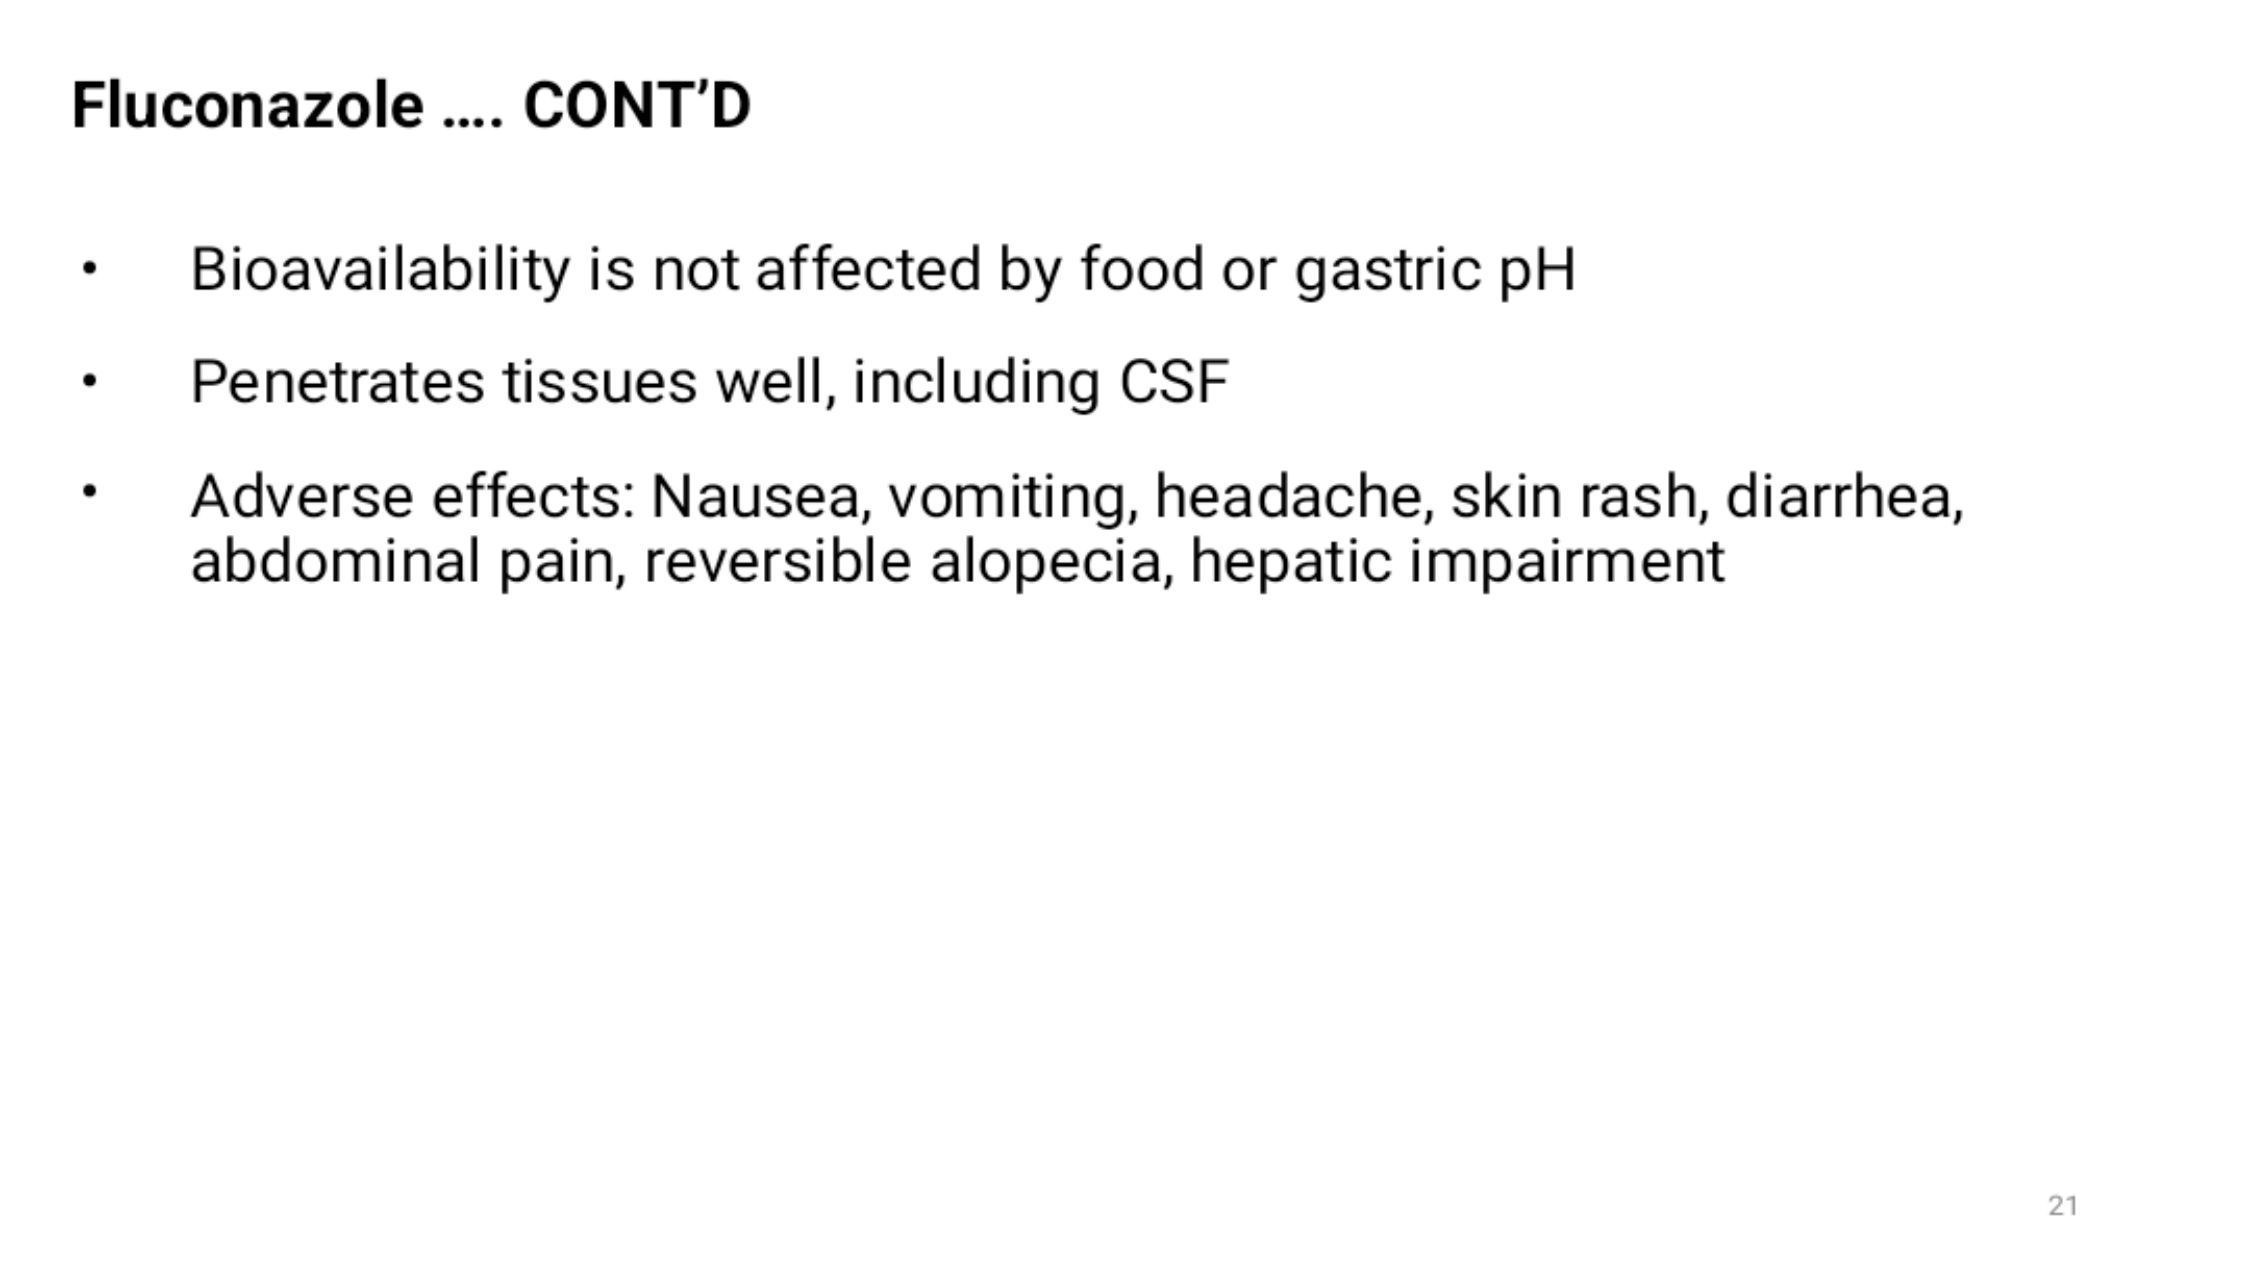 Fluconazole …. CONT’D
• Bioavailability is not affected by food or gastric pH
• Penetrates tissues well, including CSF
• Adverse effects: Nausea, vomiting, headache, skin rash, diarrhea,
abdominal pain, reversible alopecia, hepatic impairment
21